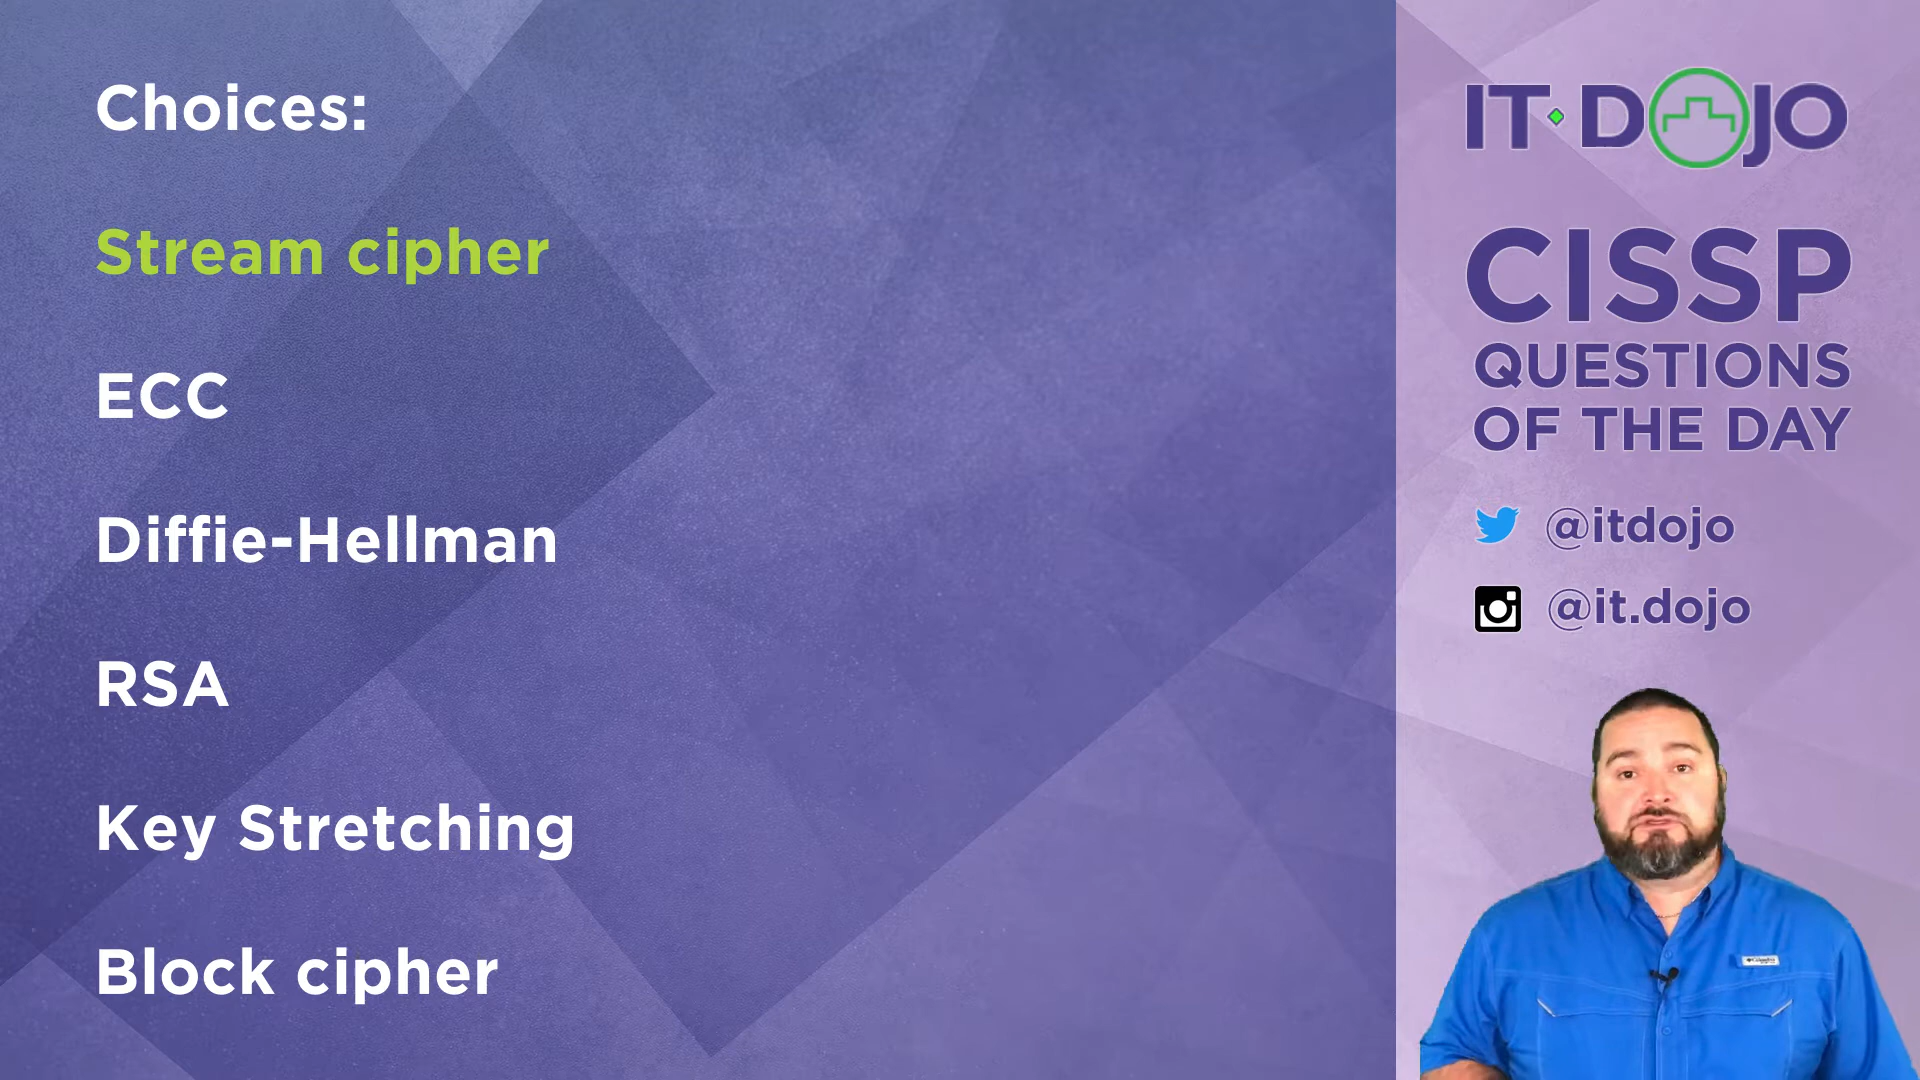 Choices:
Stream cipher
ECC
Diffie-Hellman
RSA
Key Stretching
Block cipher
IT DOJO
CISSP
QUESTIONS
OF THE DAY
@itdojo
@it.dojo
Columbia